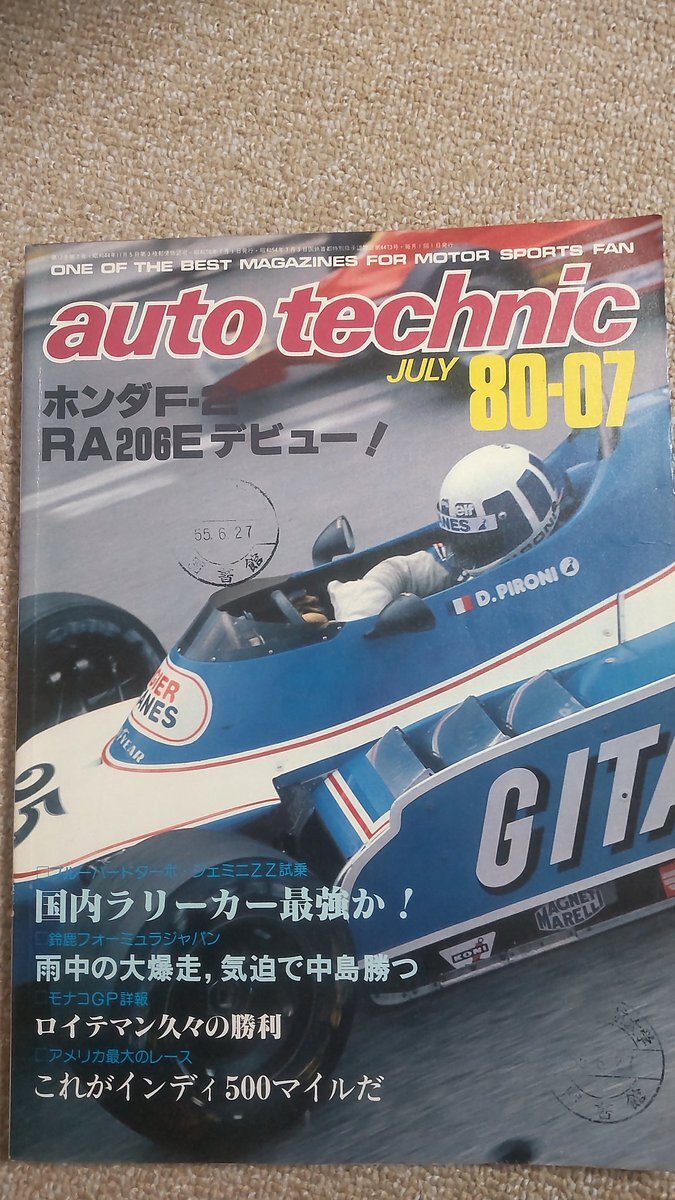 ONE OF THE BEST MAGAZINES FOR MOTOR SPORTS FAN
auto technic
JULY 80-07
ホンダF-2
RA206Eデビュー!
55.6.27
elf
D.PIRONI
GITA
MAGNETI
MARELLI
KONI
□ブルーバードターボ・ジェミニZZ試乗
国内ラリーカー最強か!
□鈴鹿フォーミュラジャパン
雨中の大爆走,気迫で中島勝つ
□モナコGP詳報
ロイテマン久々の勝利
□アメリカ最大のレース
これがインディ500マイルだ